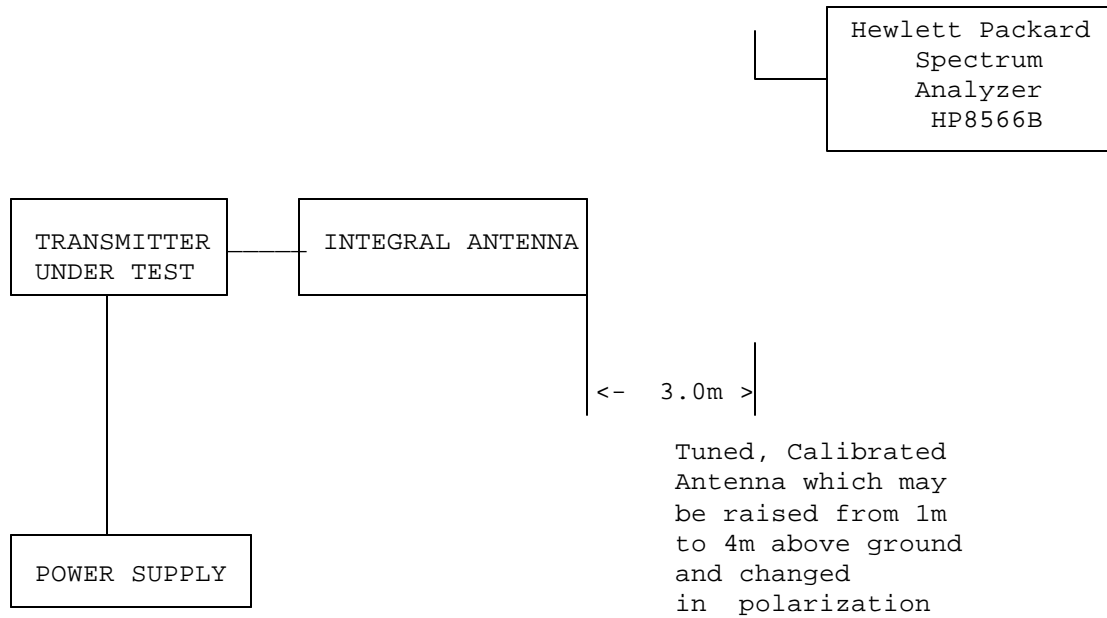 Hewlett Packard
Spectrum
Analyzer
HP8566B
TRANSMITTER
UNDER TEST
INTEGRAL ANTENNA
<- 3.0m >
Tuned, Calibrated
Antenna which may
be raised from 1m
to 4m above ground
and changed
in polarization
POWER SUPPLY